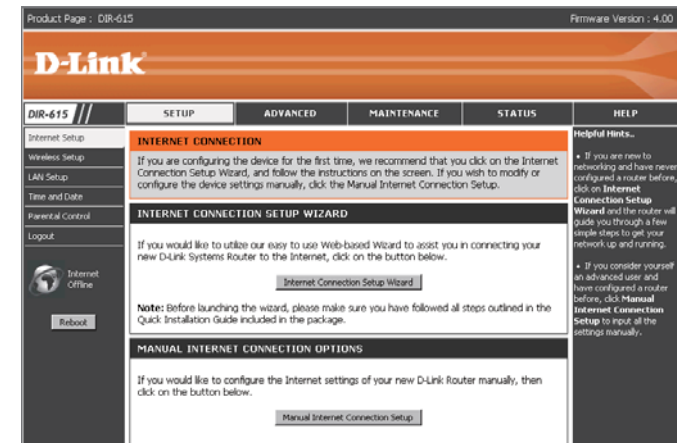 Product Page : DIR-615
Firmware Version : 4.00
D-Link
DIR-615
SETUP
ADVANCED
MAINTENANCE
STATUS
HELP
Internet Setup
Wireless Setup
LAN Setup
Time and Date
Parental Control
Logout
Internet
Offline
Reboot
INTERNET CONNECTION
If you are configuring the device for the first time, we recommend that you click on the Internet
Connection Setup Wizard, and follow the instructions on the screen. If you wish to modify or
configure the device settings manually, click the Manual Internet Connection Setup.
INTERNET CONNECTION SETUP WIZARD
If you would like to utilize our easy to use Web-based Wizard to assist you in connecting your
new D-Link Systems Router to the Internet, click on the button below.
Internet Connection Setup Wizard
Note: Before launching the wizard, please make sure you have followed all steps outlined in the
Quick Installation Guide included in the package.
MANUAL INTERNET CONNECTION OPTIONS
If you would like to configure the Internet settings of your new D-Link Router manually, then
click on the button below.
Manual Internet Connection Setup
Helpful Hints..
• If you are new to
networking and have never
configured a router before,
click on Internet
Connection Setup
Wizard and the router will
guide you through a few
simple steps to get your
network up and running.
• If you consider yourself
an advanced user and
have configured a router
before, click Manual
Internet Connection
Setup to input all the
settings manually.